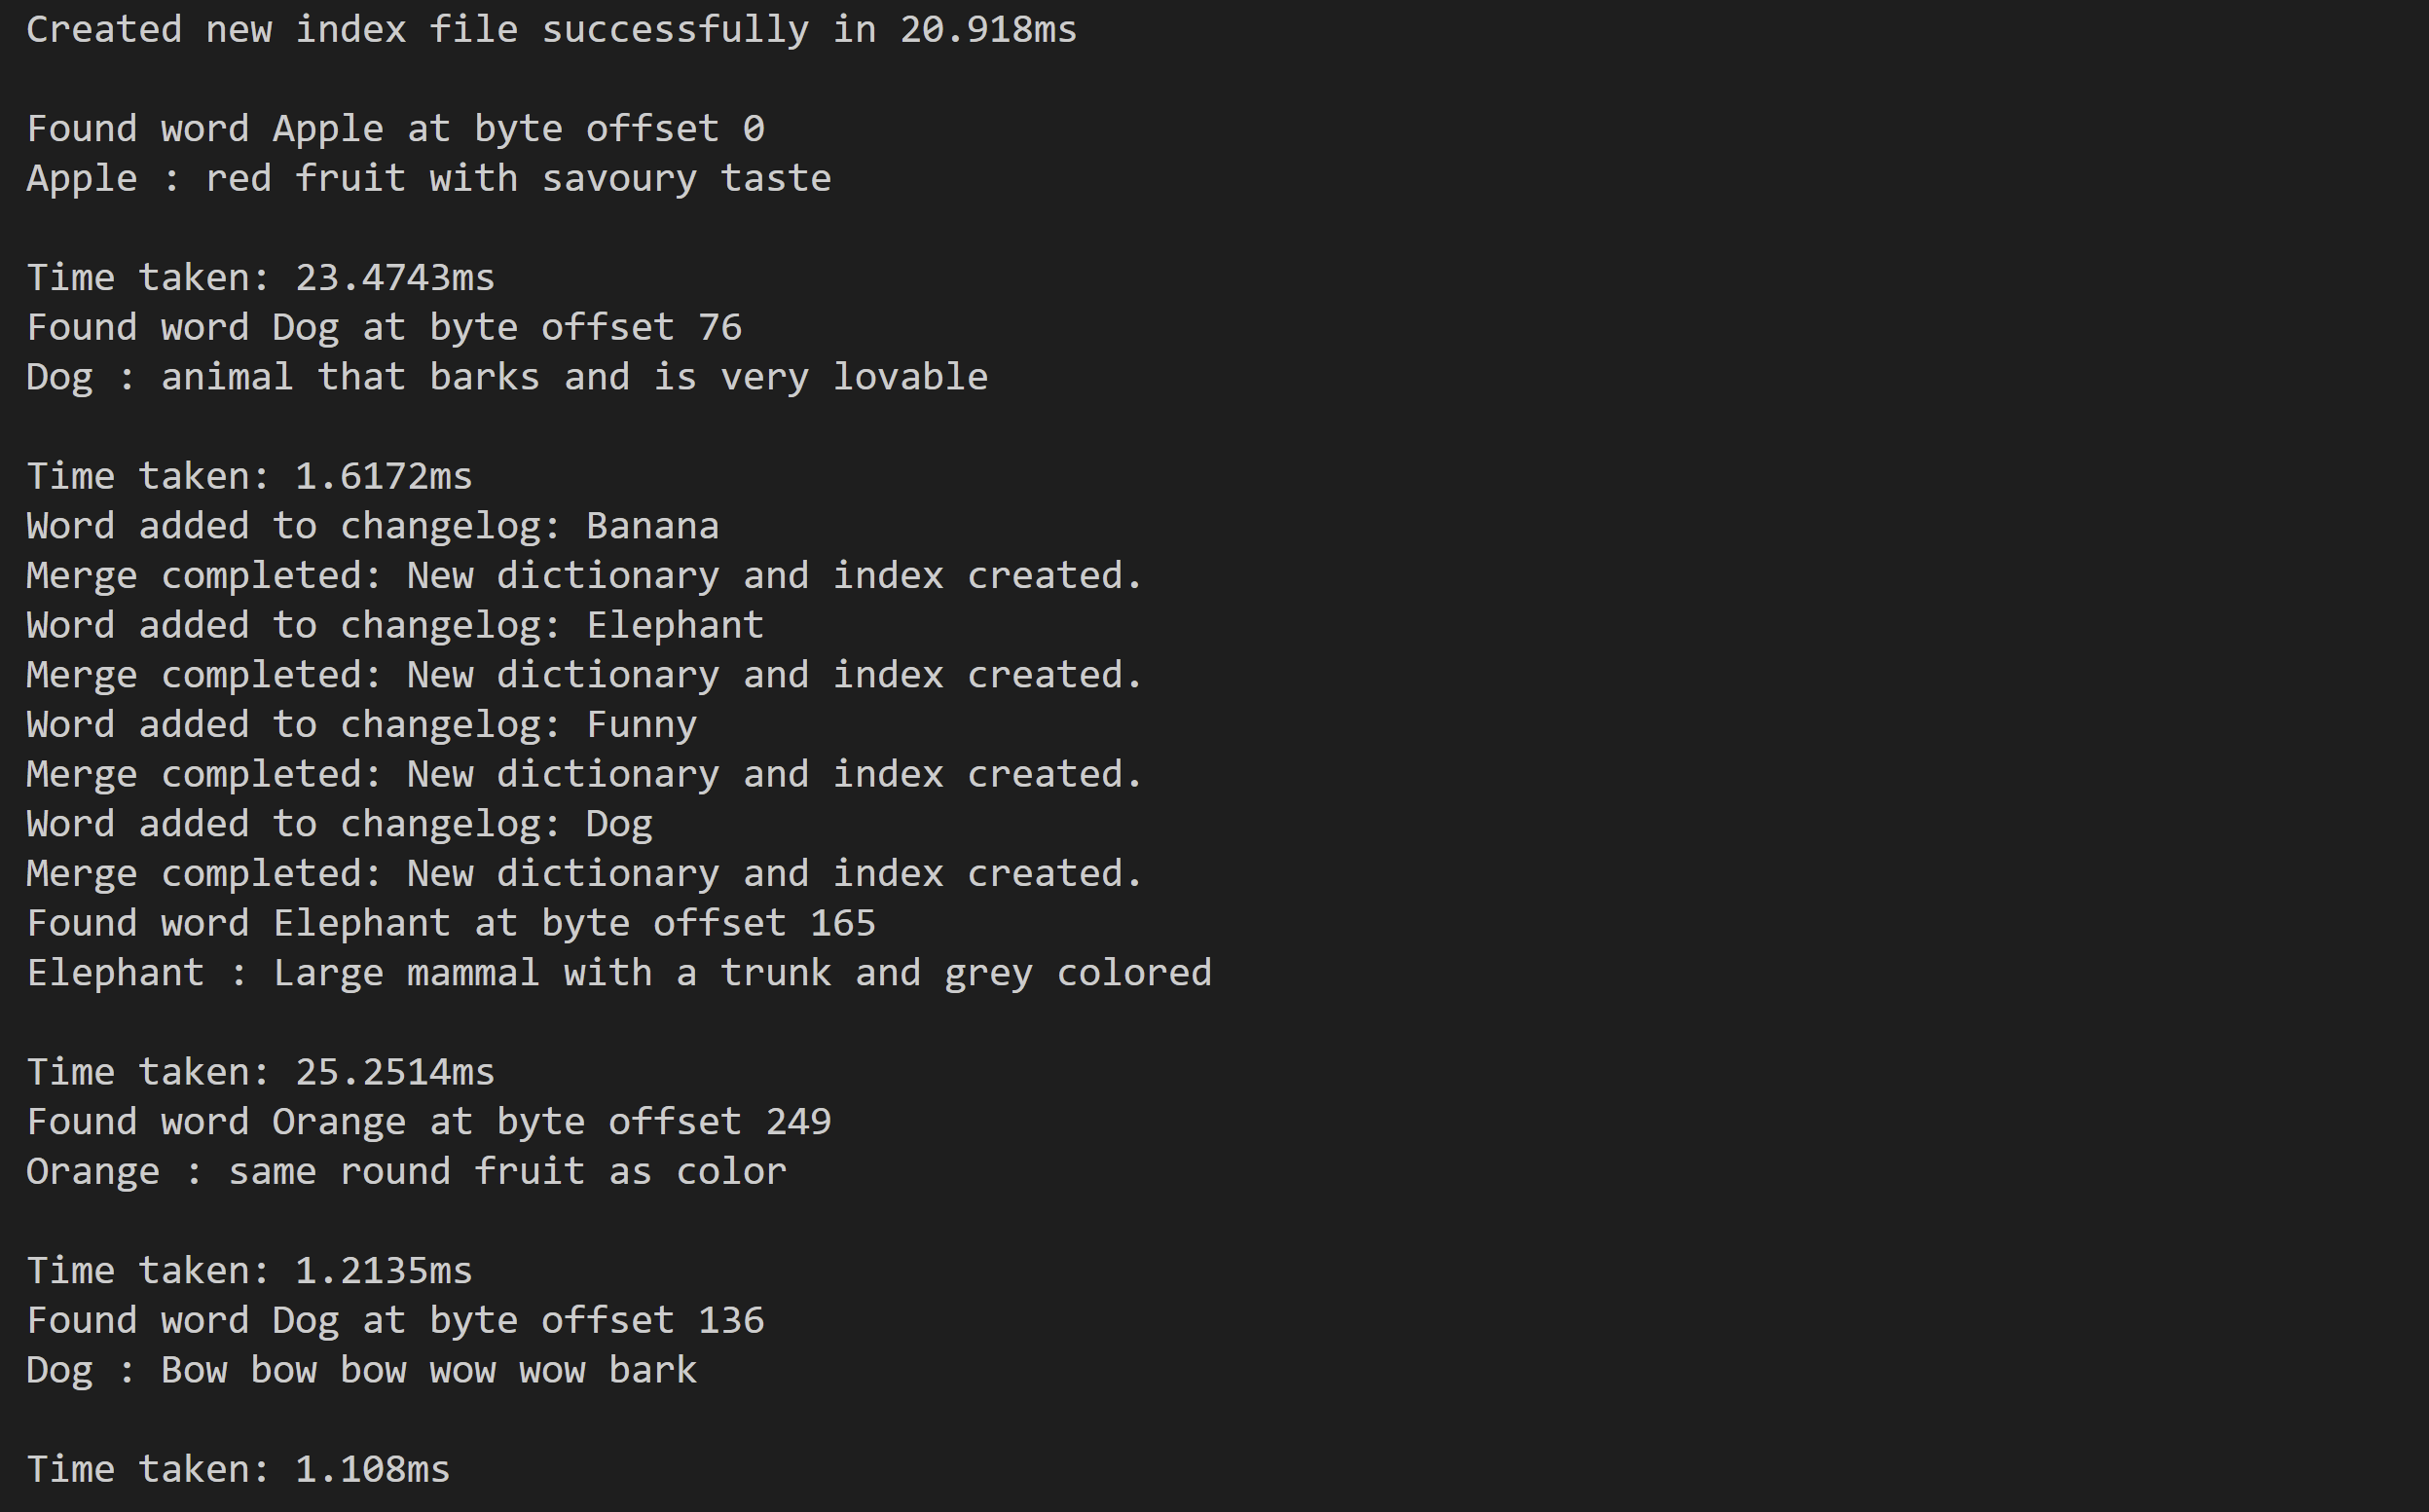 Created new index file successfully in 20.918ms
Found word Apple at byte offset 0
Apple : red fruit with savoury taste
Time taken: 23.4743ms
Found word Dog at byte offset 76
Dog : animal that barks and is very lovable
Time taken: 1.6172ms
Word added to changelog: Banana
Merge completed: New dictionary and index created.
Word added to changelog: Elephant
Merge completed: New dictionary and index created.
Word added to changelog: Funny
Merge completed: New dictionary and index created.
Word added to changelog: Dog
Merge completed: New dictionary and index created.
Found word Elephant at byte offset 165
Elephant : Large mammal with a trunk and grey colored
Time taken: 25.2514ms
Found word Orange at byte offset 249
Orange : same round fruit as color
Time taken: 1.2135ms
Found word Dog at byte offset 136
Dog : Bow bow bow wow wow bark
Time taken: 1.108ms